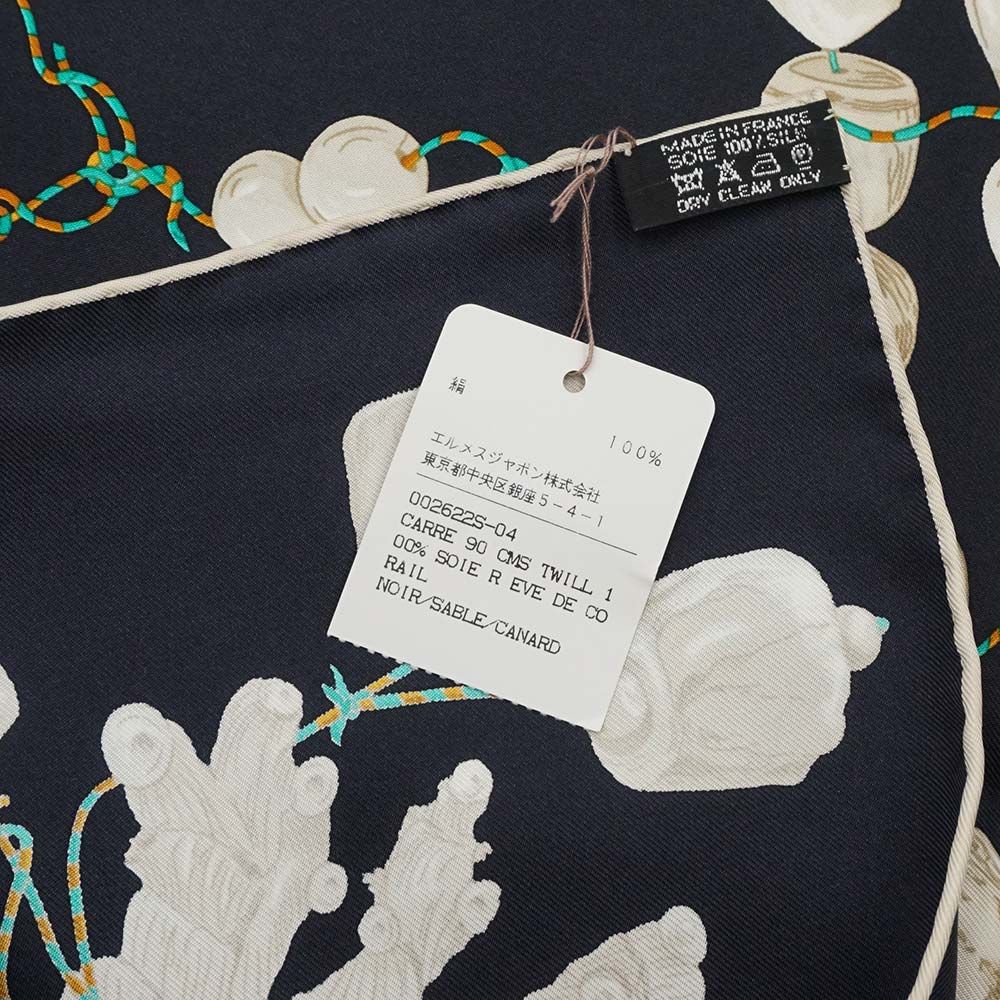 MADE IN FRANCE
SOIE 100% SILK
DRY CLEAN ONLY
絹
100%
エルメスジャポン株式会社
東京都中央区銀座5-4-1
002622S-04
CARRE 90 CMS TWILL 1
00% SOIE R EVE DE CO
RAIL
NOIR/SABLE/CANARD